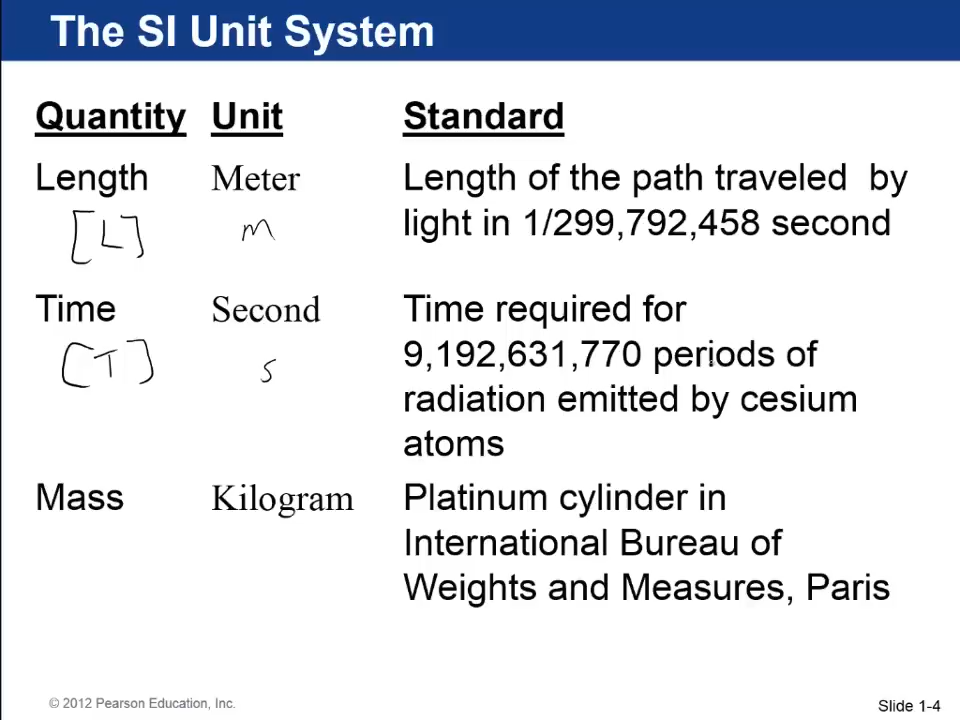 The SI Unit System
Quantity Unit Standard
Length Meter Length of the path traveled by
light in 1/299,792,458 second
[L] m
Time Second Time required for
9,192,631,770 periods of
[T] s
radiation emitted by cesium
atoms
Mass Kilogram Platinum cylinder in
International Bureau of
Weights and Measures, Paris
© 2012 Pearson Education, Inc.
Slide 1-4